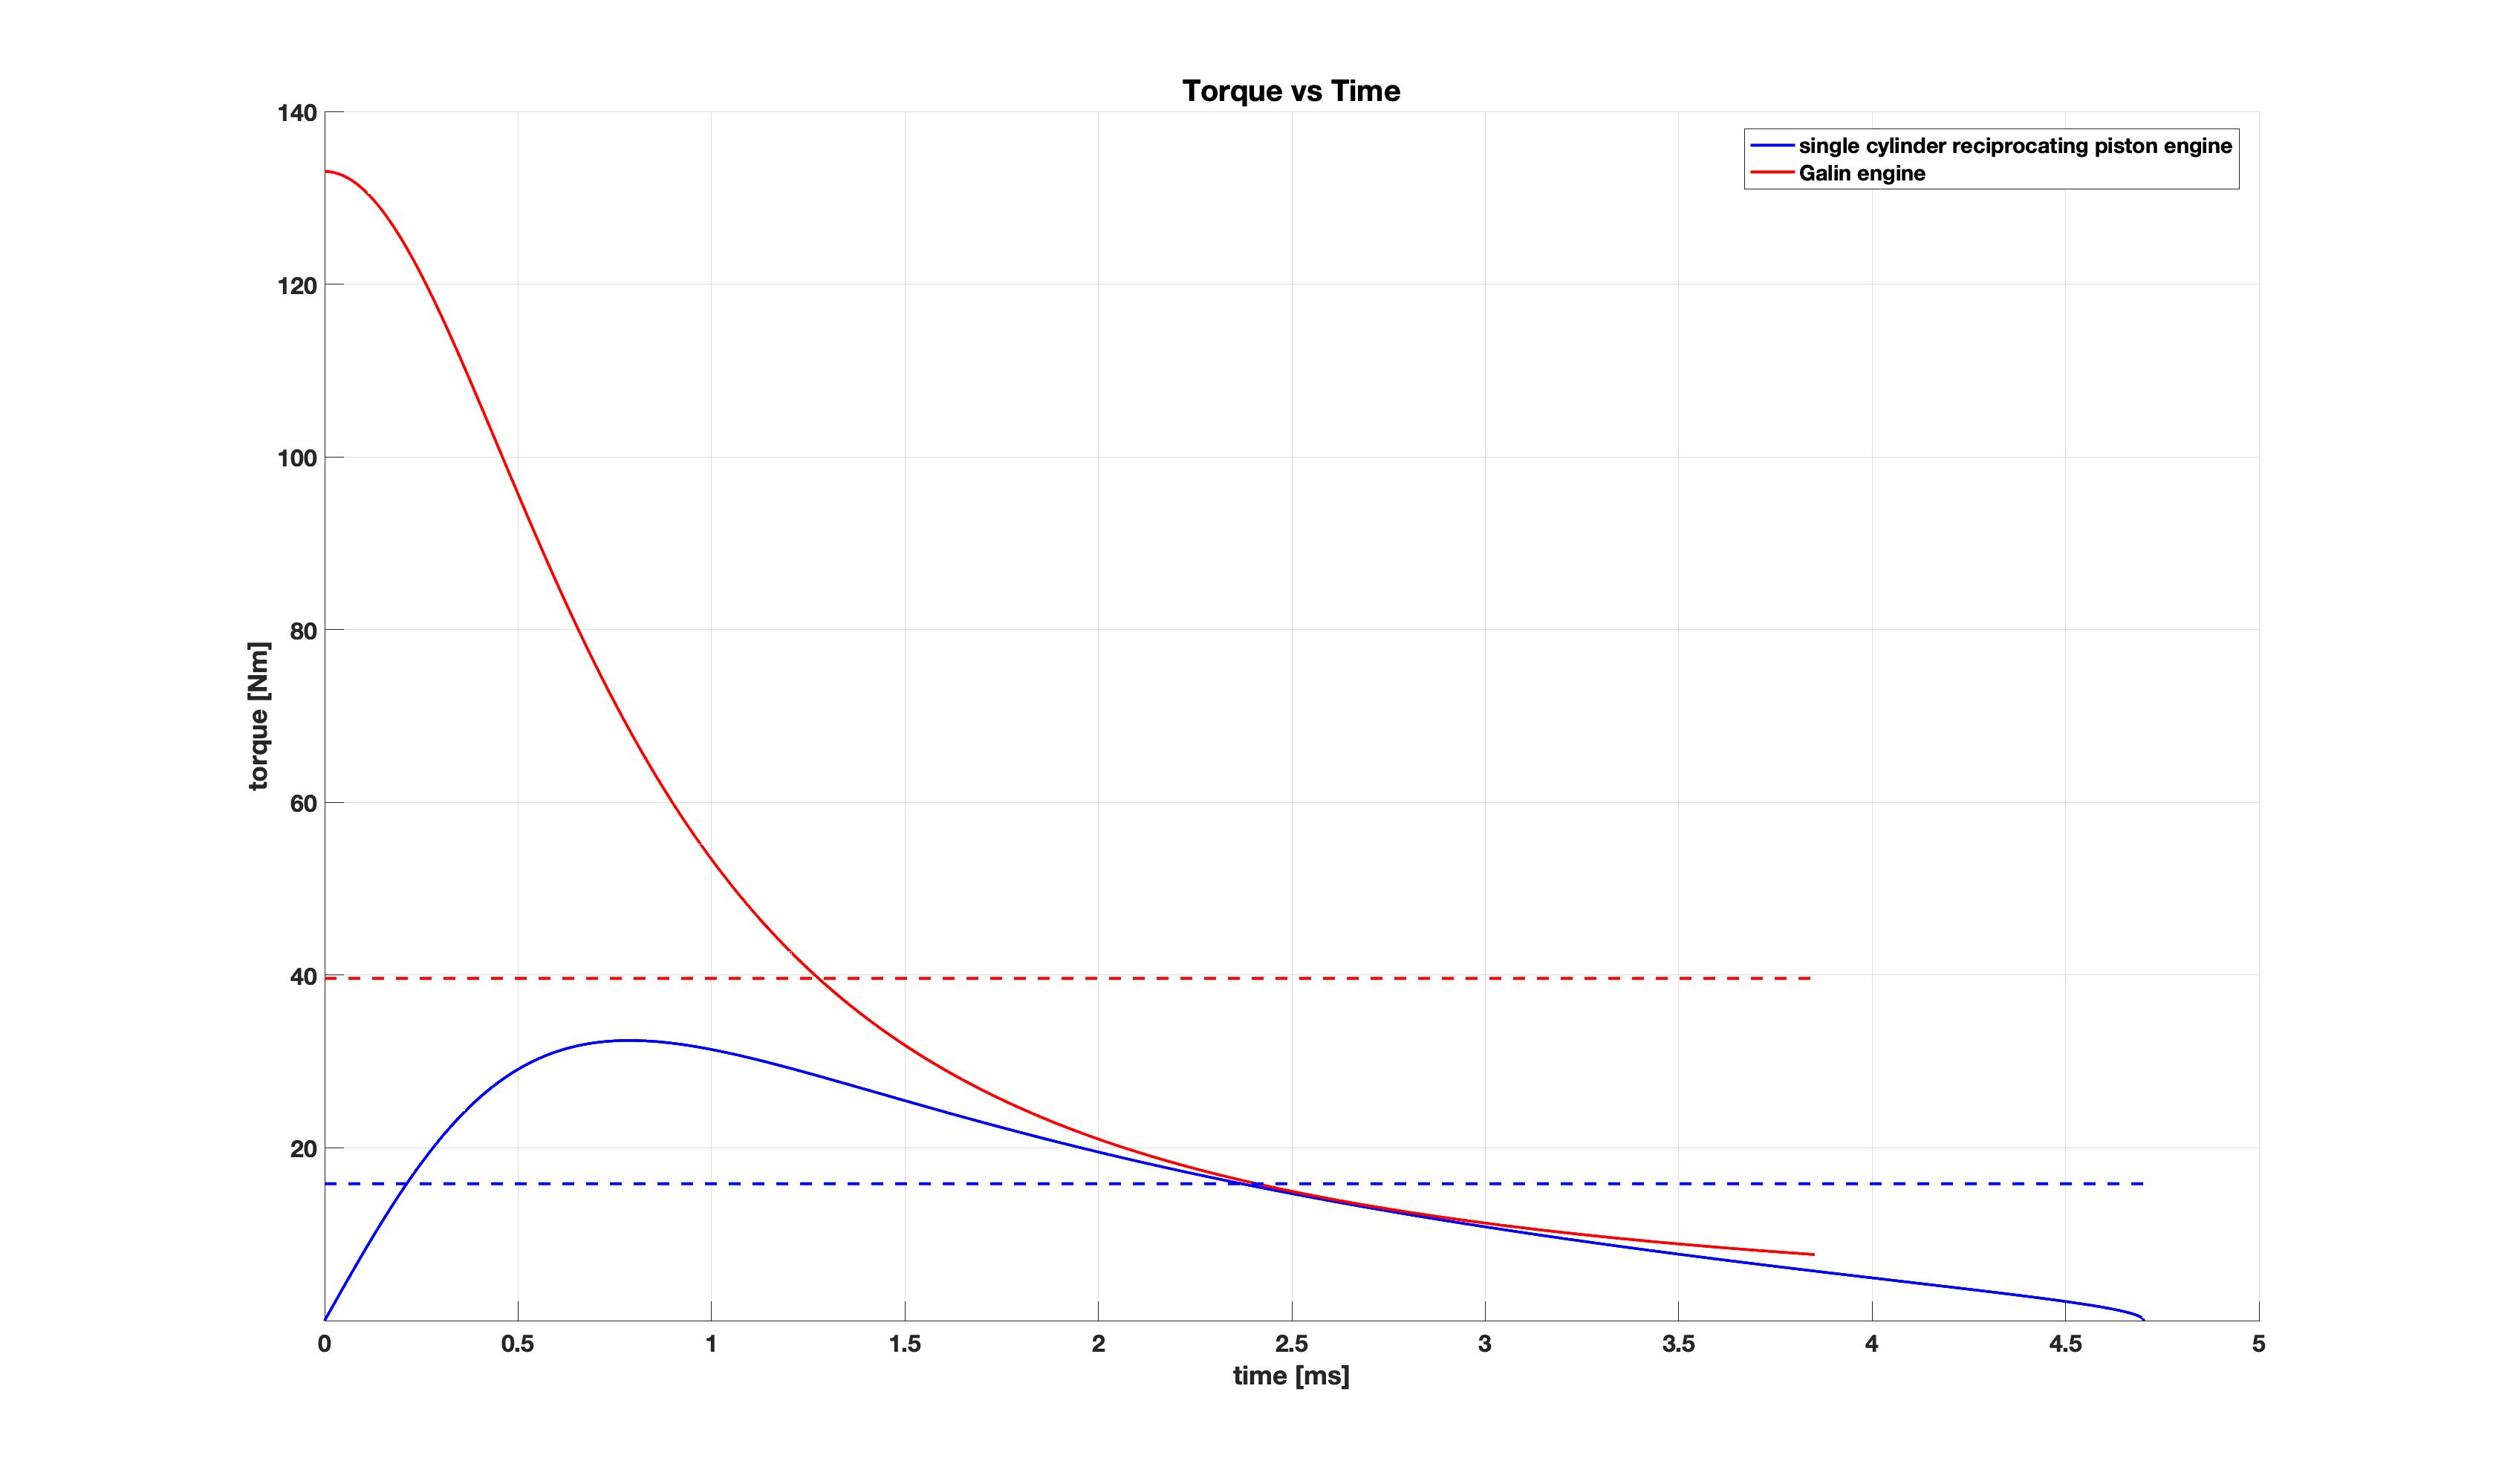 Torque vs Time
single cylinder reciprocating piston engine
Galin engine
torque [Nm]
140
120
100
80
60
40
20
0 0.5 1 1.5 2 2.5 3 3.5 4 4.5 5
time [ms]